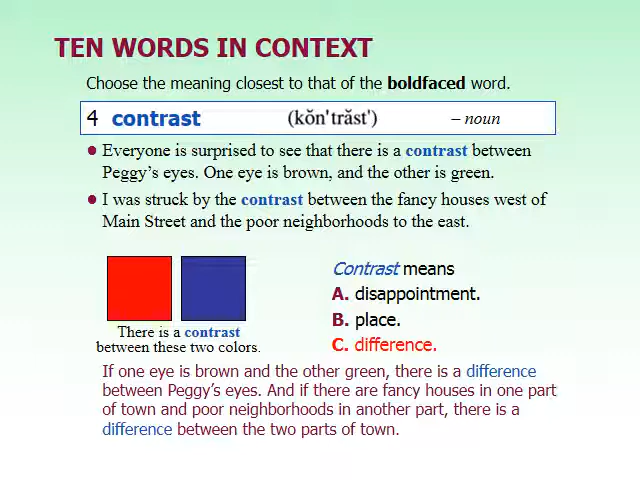 TEN WORDS IN CONTEXT
Choose the meaning closest to that of the boldfaced word.
4 contrast (kŏn'trăst') – noun
● Everyone is surprised to see that there is a contrast between
Peggy's eyes. One eye is brown, and the other is green.
● I was struck by the contrast between the fancy houses west of
Main Street and the poor neighborhoods to the east.
There is a contrast
between these two colors.
Contrast means
A. disappointment.
B. place.
C. difference.
If one eye is brown and the other green, there is a difference
between Peggy's eyes. And if there are fancy houses in one part
of town and poor neighborhoods in another part, there is a
difference between the two parts of town.